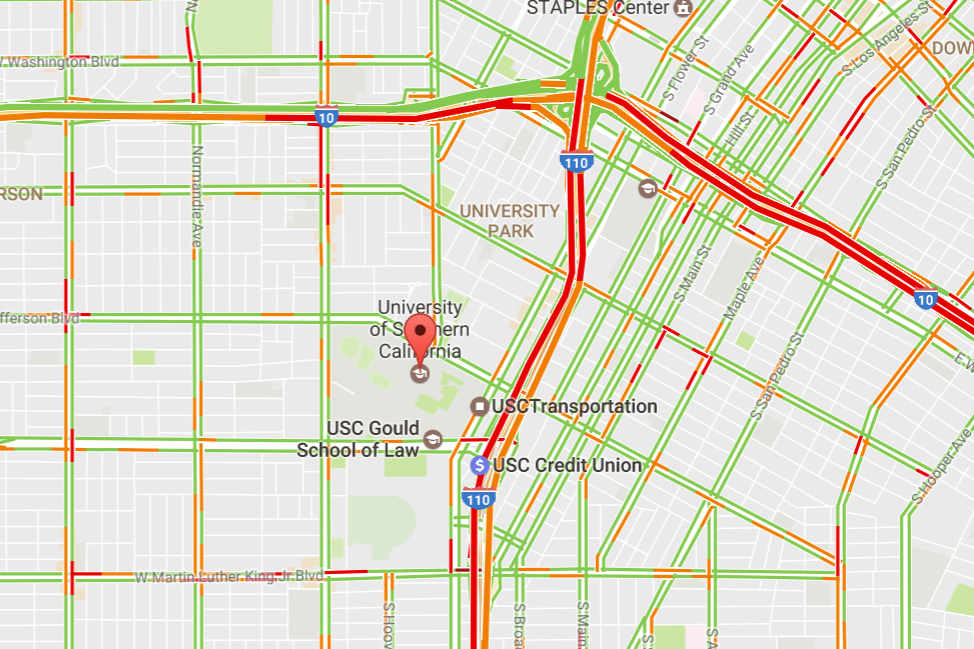 STAPLES Center
S Los Angeles St
DOW
W Washington Blvd
S Flower St
S Grand Ave
10
Hill St
S San Pedro St
110
Normandie Ave
RSON
UNIVERSITY
PARK
S Main St
Maple Ave
10
University
of Southern
California
fferson Blvd
E W
S San Pedro St
USCTransportation
USC Gould
School of Law
S Hooper Ave
USC Credit Union
110
W Martin Luther King Jr Blvd
S Hoov
S Broa
S Main
S
S A